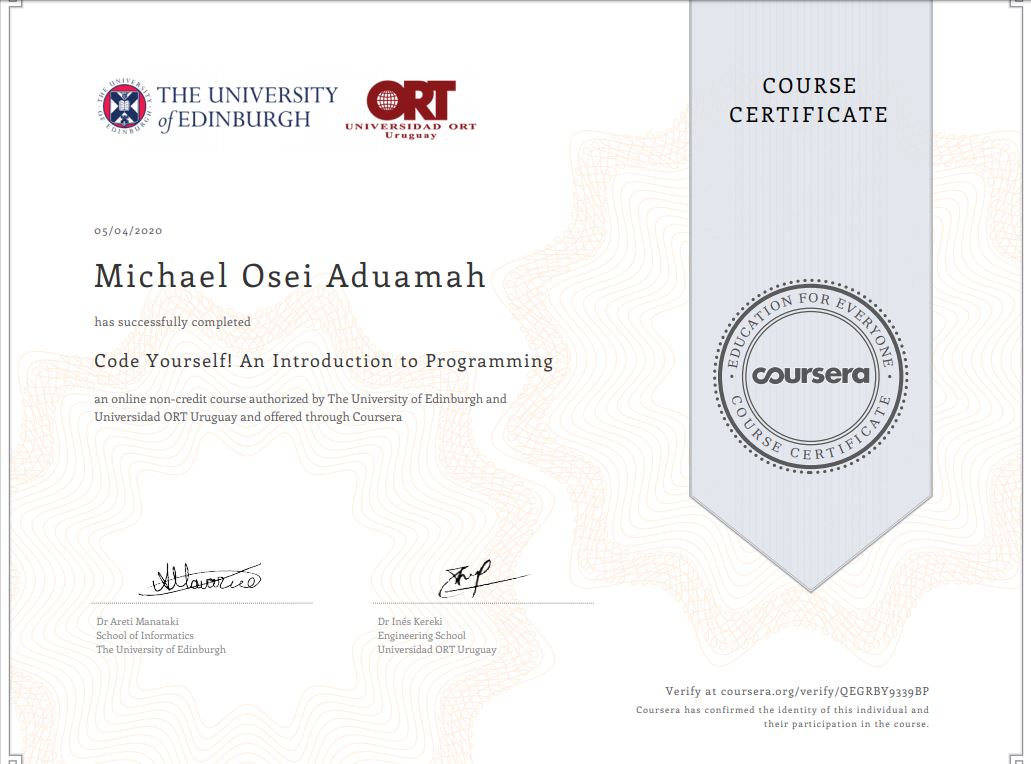 THE UNIVERSITY
of EDINBURGH
THE UNIVERSITY OF EDINBURGH
ORT
UNIVERSIDAD ORT
Uruguay
COURSE
CERTIFICATE
05/04/2020
Michael Osei Aduamah
has successfully completed
Code Yourself! An Introduction to Programming
an online non-credit course authorized by The University of Edinburgh and
Universidad ORT Uruguay and offered through Coursera
EDUCATION FOR EVERYONE
coursera
COURSE CERTIFICATE
Dr Areti Manataki
School of Informatics
The University of Edinburgh
Dr Inés Kereki
Engineering School
Universidad ORT Uruguay
Verify at coursera.org/verify/QEGRBY9339BP
Coursera has confirmed the identity of this individual and
their participation in the course.